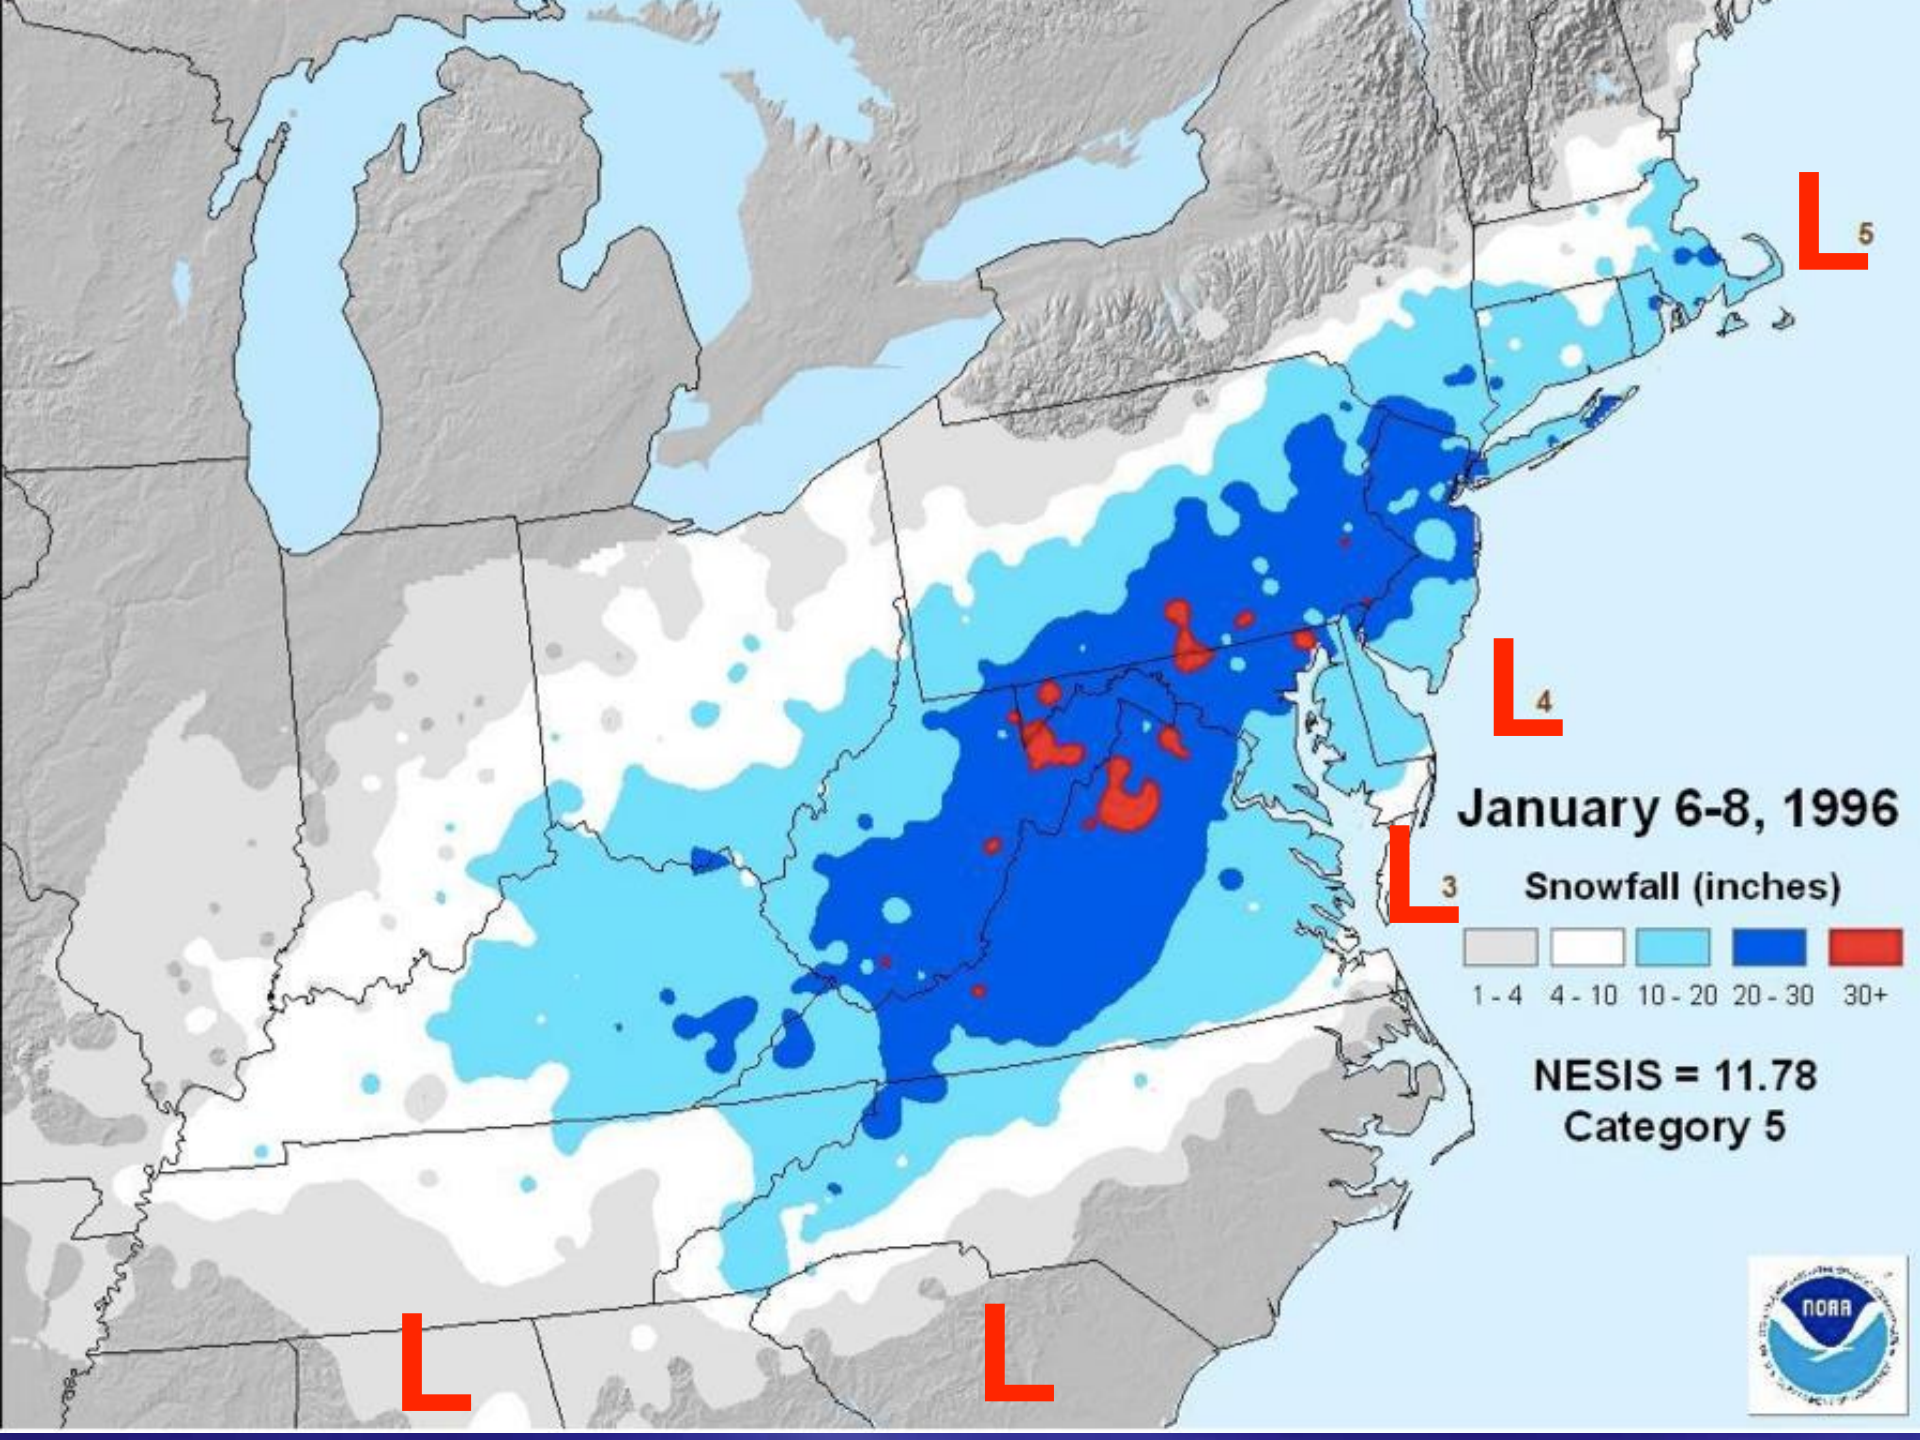 L 5
L 4
January 6-8, 1996
L 3
Snowfall (inches)
1 - 4 4 - 10 10 - 20 20 - 30 30+
NESIS = 11.78
Category 5
L L
NOAA